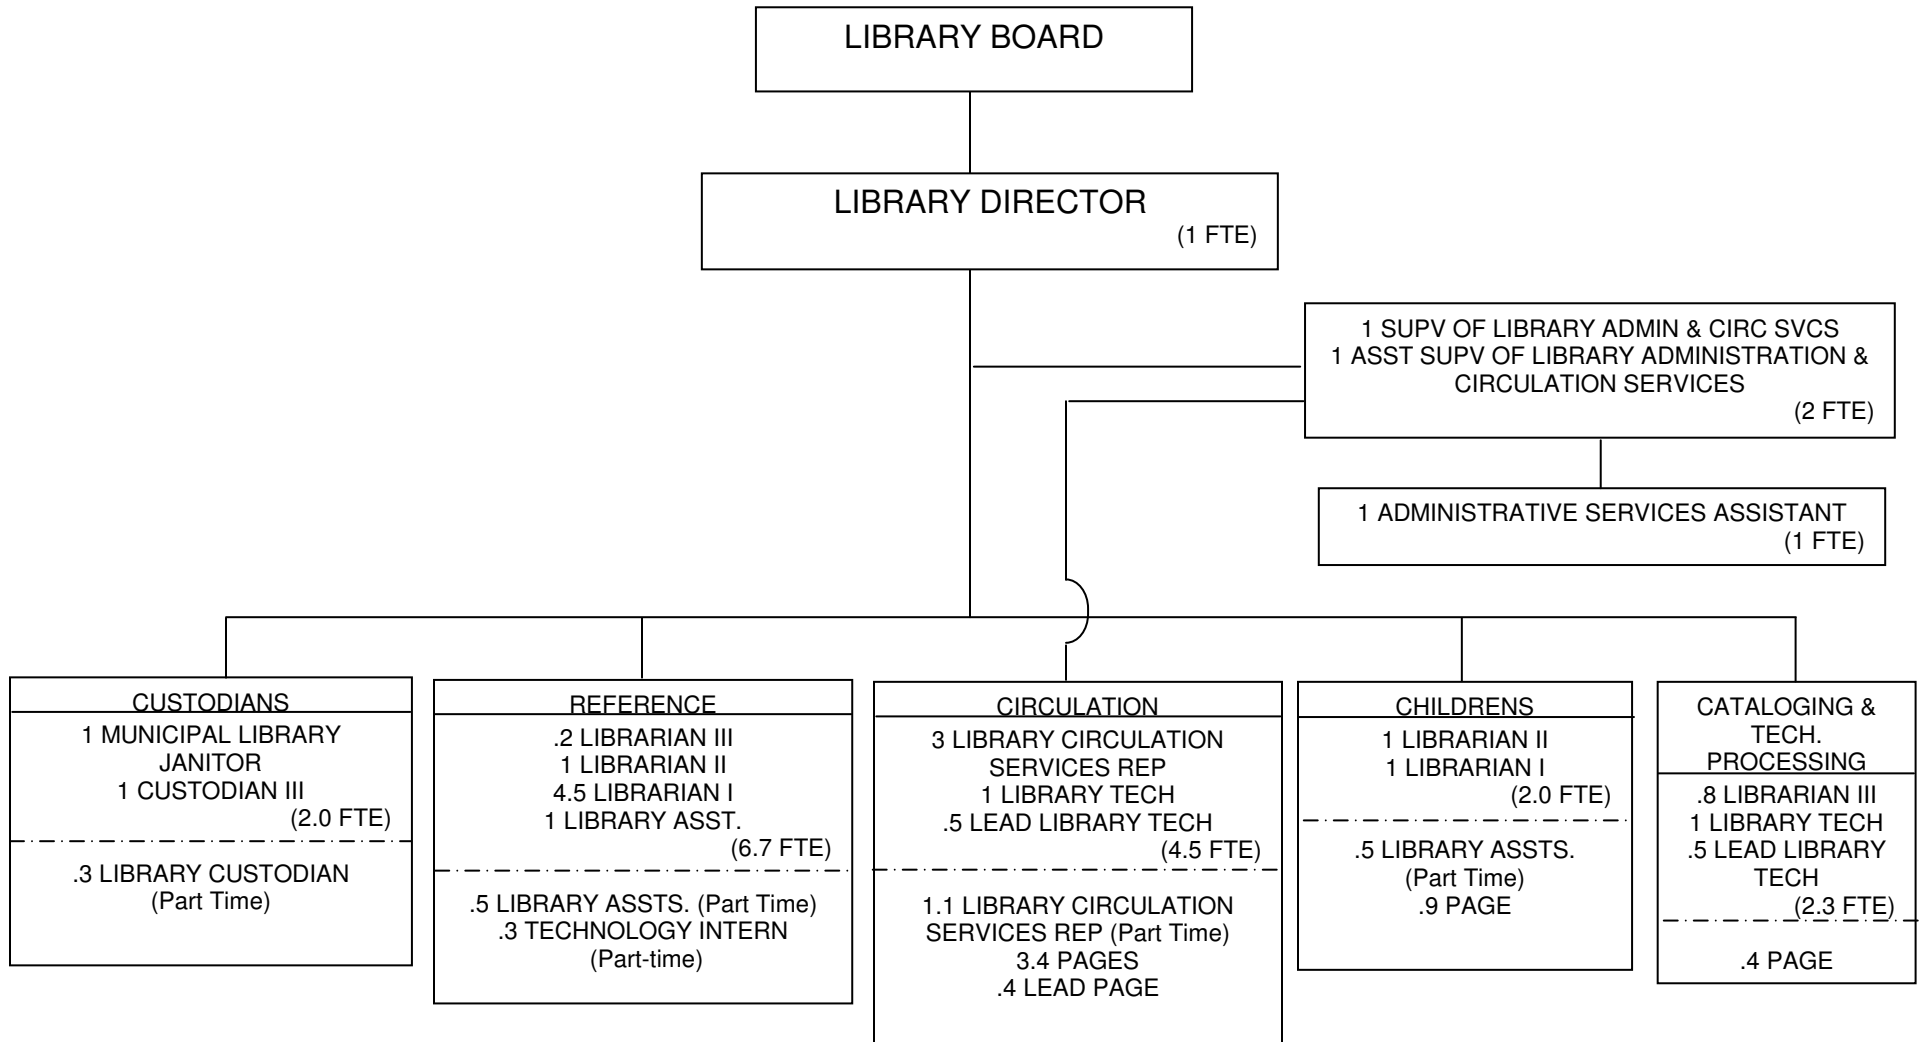 LIBRARY BOARD
LIBRARY DIRECTOR
(1 FTE)
1 SUPV OF LIBRARY ADMIN & CIRC SVCS
1 ASST SUPV OF LIBRARY ADMINISTRATION &
CIRCULATION SERVICES
(2 FTE)
1 ADMINISTRATIVE SERVICES ASSISTANT
(1 FTE)
CUSTODIANS
1 MUNICIPAL LIBRARY
JANITOR
1 CUSTODIAN III
(2.0 FTE)
.3 LIBRARY CUSTODIAN
(Part Time)
REFERENCE
.2 LIBRARIAN III
1 LIBRARIAN II
4.5 LIBRARIAN I
1 LIBRARY ASST.
(6.7 FTE)
.5 LIBRARY ASSTS. (Part Time)
.3 TECHNOLOGY INTERN
(Part-time)
CIRCULATION
3 LIBRARY CIRCULATION
SERVICES REP
1 LIBRARY TECH
.5 LEAD LIBRARY TECH
(4.5 FTE)
1.1 LIBRARY CIRCULATION
SERVICES REP (Part Time)
3.4 PAGES
.4 LEAD PAGE
CHILDRENS
1 LIBRARIAN II
1 LIBRARIAN I
(2.0 FTE)
.5 LIBRARY ASSTS.
(Part Time)
.9 PAGE
CATALOGING &
TECH.
PROCESSING
.8 LIBRARIAN III
1 LIBRARY TECH
.5 LEAD LIBRARY
TECH
(2.3 FTE)
.4 PAGE